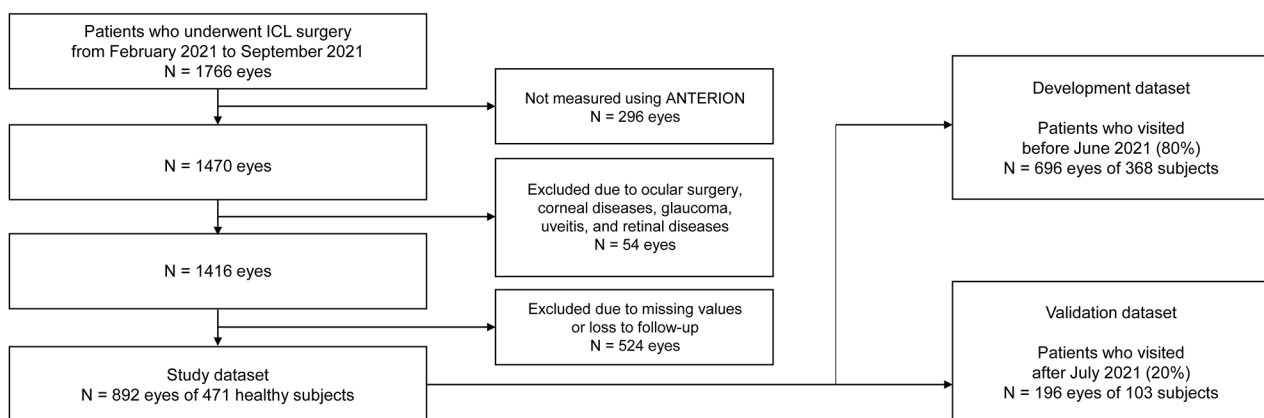 Patients who underwent ICL surgery
from February 2021 to September 2021
N = 1766 eyes
Not measured using ANTERION
N = 296 eyes
N = 1470 eyes
Excluded due to ocular surgery,
corneal diseases, glaucoma,
uveitis, and retinal diseases
N = 54 eyes
N = 1416 eyes
Excluded due to missing values
or loss to follow-up
N = 524 eyes
Study dataset
N = 892 eyes of 471 healthy subjects
Development dataset
Patients who visited
before June 2021 (80%)
N = 696 eyes of 368 subjects
Validation dataset
Patients who visited
after July 2021 (20%)
N = 196 eyes of 103 subjects